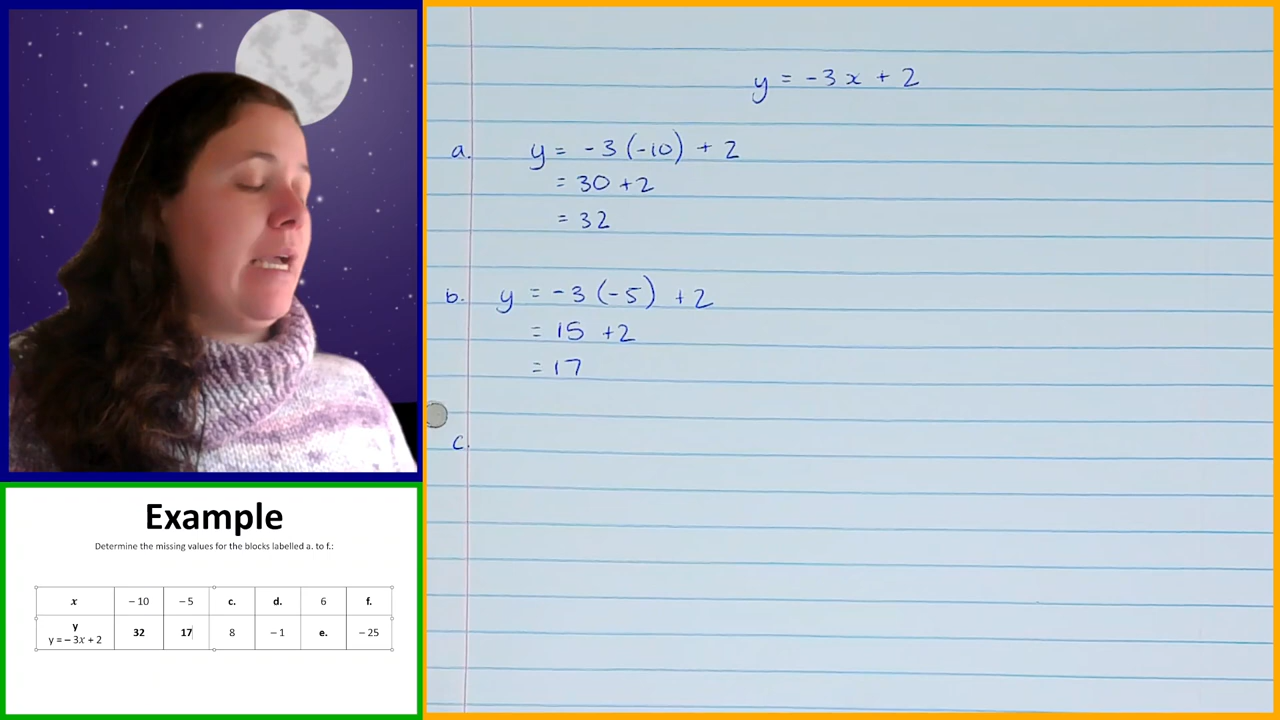 y = -3x + 2
a. y = -3(-10) + 2
= 30 + 2
= 32
b. y = -3(-5) + 2
= 15 + 2
= 17
c.
Example
Determine the missing values for the blocks labelled a. to f.:
x – 10 – 5 c. d. 6 f.
y
y = – 3x + 2 32 17 8 – 1 e. – 25